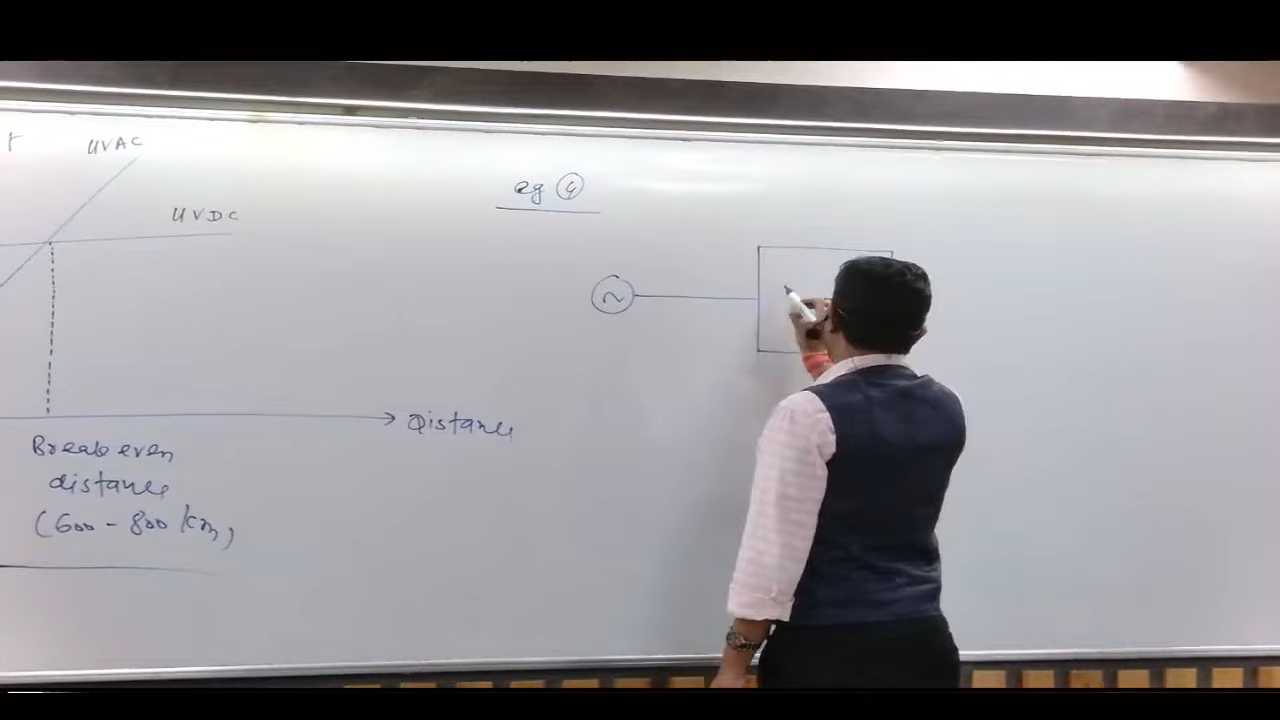 HVAC
HVDC
Distance
Break even
distance
(600 - 800 km)
eg 4
~